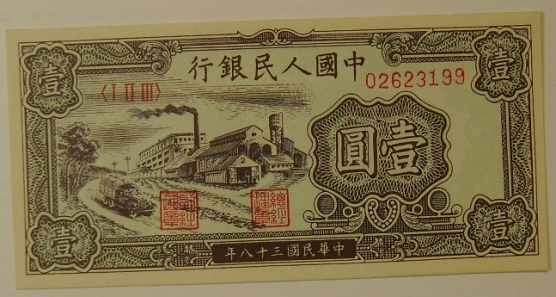 行銀民人國中
〈I II III〉
02623199
壹
壹
圓壹
壹
壹
年八十三國民華中